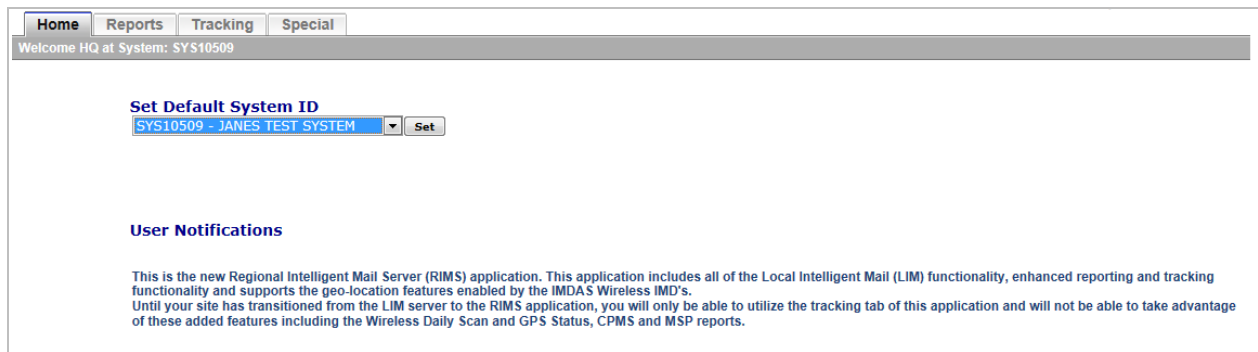 Home Reports Tracking Special
Welcome HQ at System: SYS10509
Set Default System ID
SYS10509 - JANES TEST SYSTEM Set
User Notifications
This is the new Regional Intelligent Mail Server (RIMS) application. This application includes all of the Local Intelligent Mail (LIM) functionality, enhanced reporting and tracking
functionality and supports the geo-location features enabled by the IMDAS Wireless IMD's.
Until your site has transitioned from the LIM server to the RIMS application, you will only be able to utilize the tracking tab of this application and will not be able to take advantage
of these added features including the Wireless Daily Scan and GPS Status, CPMS and MSP reports.